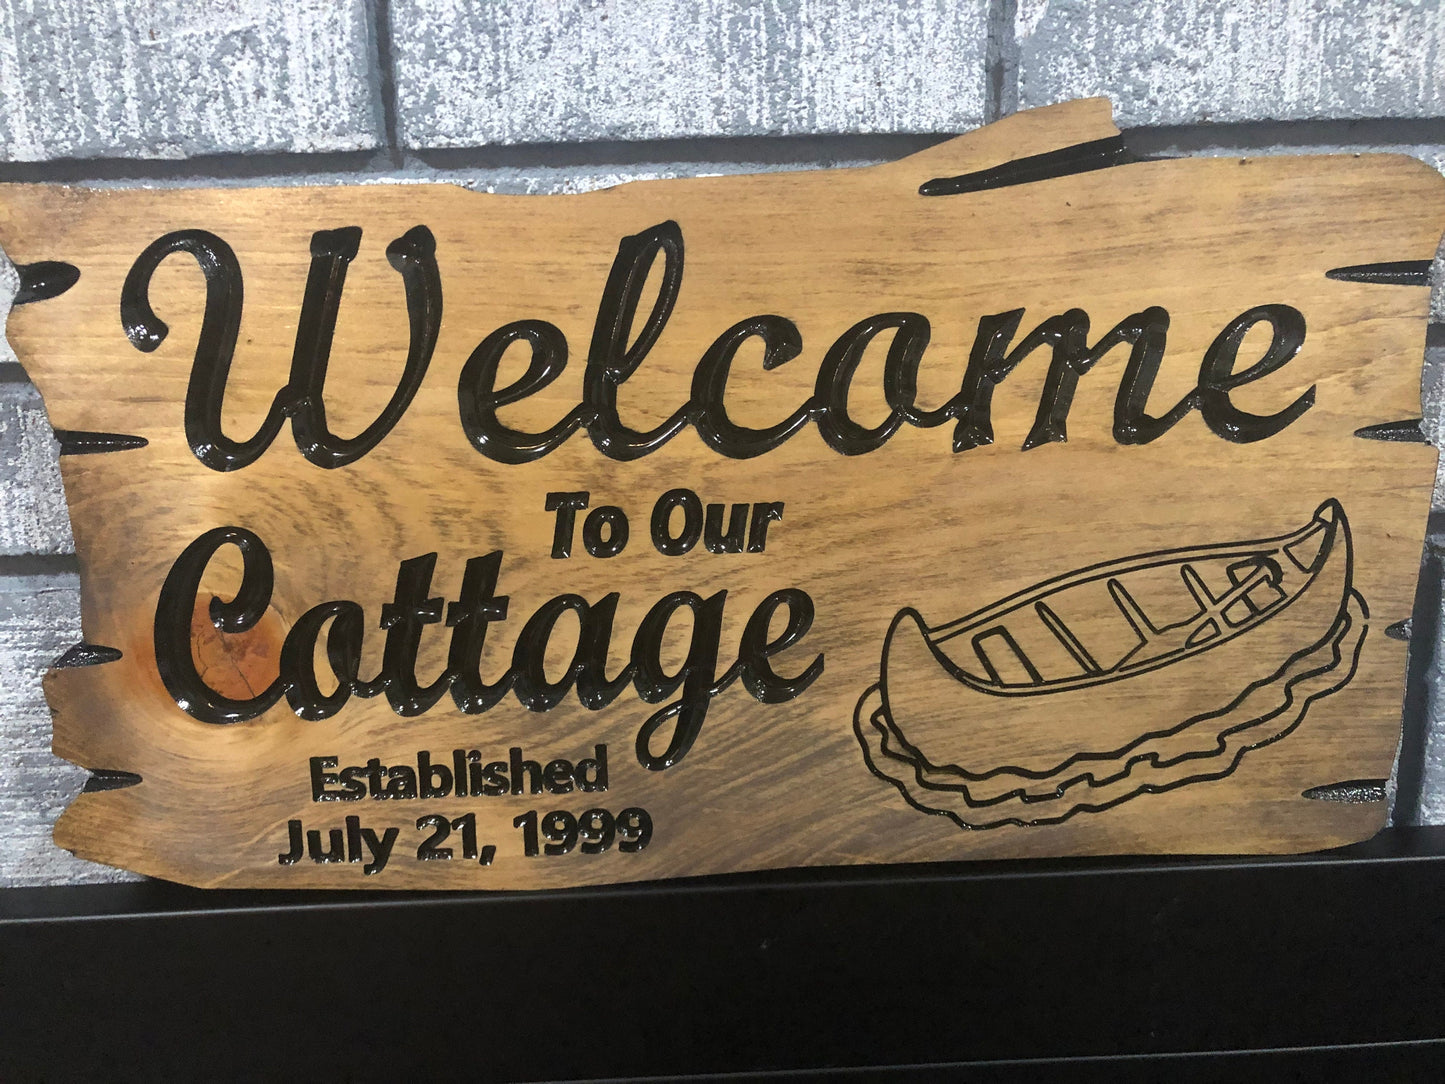 Welcome
To Our
Cottage
Established
July 21, 1999